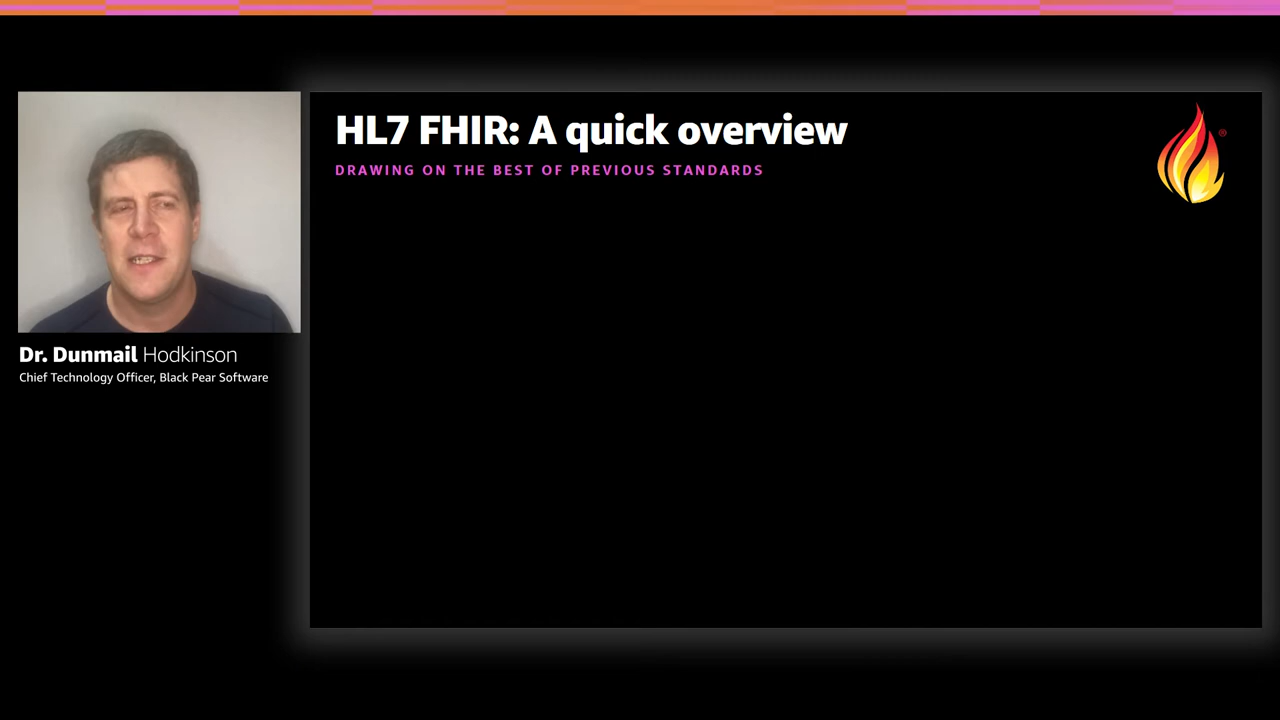 HL7 FHIR: A quick overview
DRAWING ON THE BEST OF PREVIOUS STANDARDS
®
Dr. Dunmail Hodkinson
Chief Technology Officer, Black Pear Software